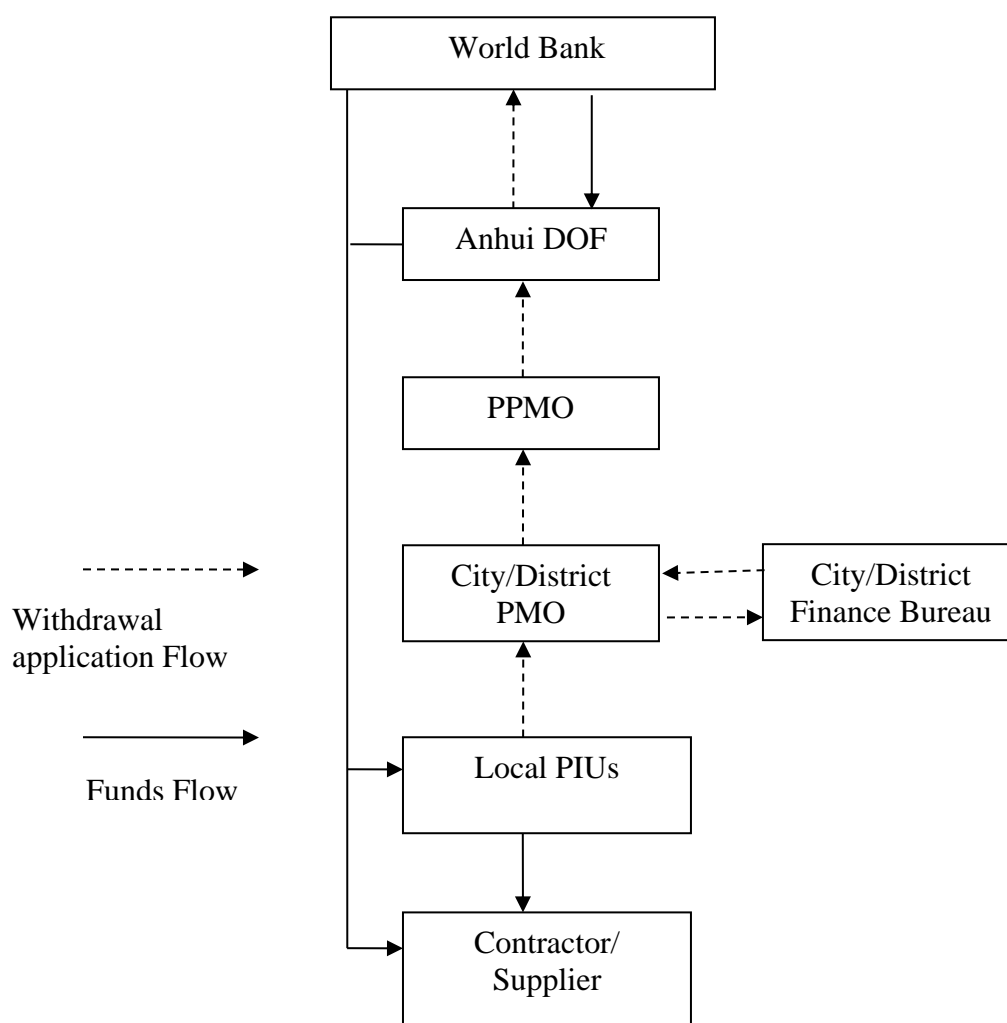 World Bank
Anhui DOF
PPMO
City/District
PMO
City/District
Finance Bureau
Withdrawal
application Flow
Local PIUs
Funds Flow
Contractor/
Supplier